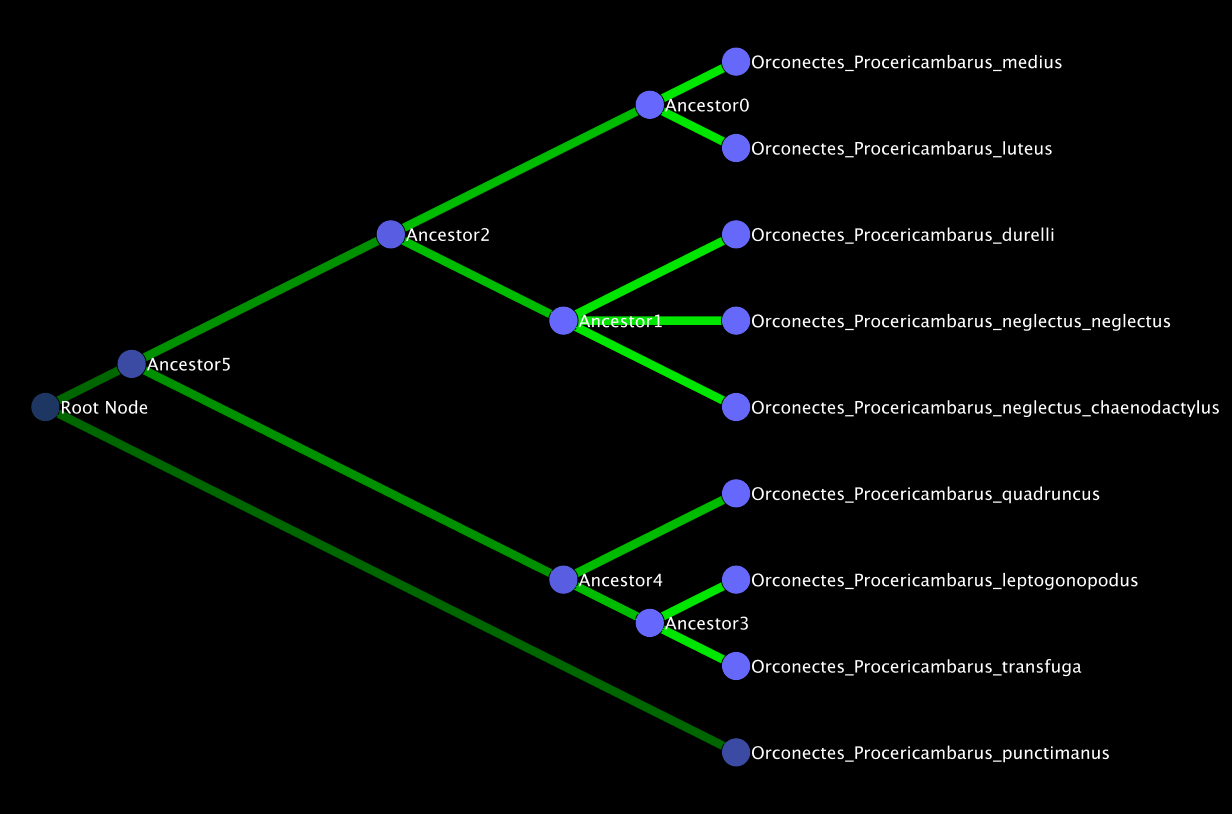 Orconectes_Procericambarus_medius
Ancestor0
Orconectes_Procericambarus_luteus
Ancestor2
Orconectes_Procericambarus_durelli
Ancestor1
Orconectes_Procericambarus_neglectus_neglectus
Ancestor5
Root Node
Orconectes_Procericambarus_neglectus_chaenodactylus
Orconectes_Procericambarus_quadruncus
Ancestor4
Orconectes_Procericambarus_leptogonopodus
Ancestor3
Orconectes_Procericambarus_transfuga
Orconectes_Procericambarus_punctimanus